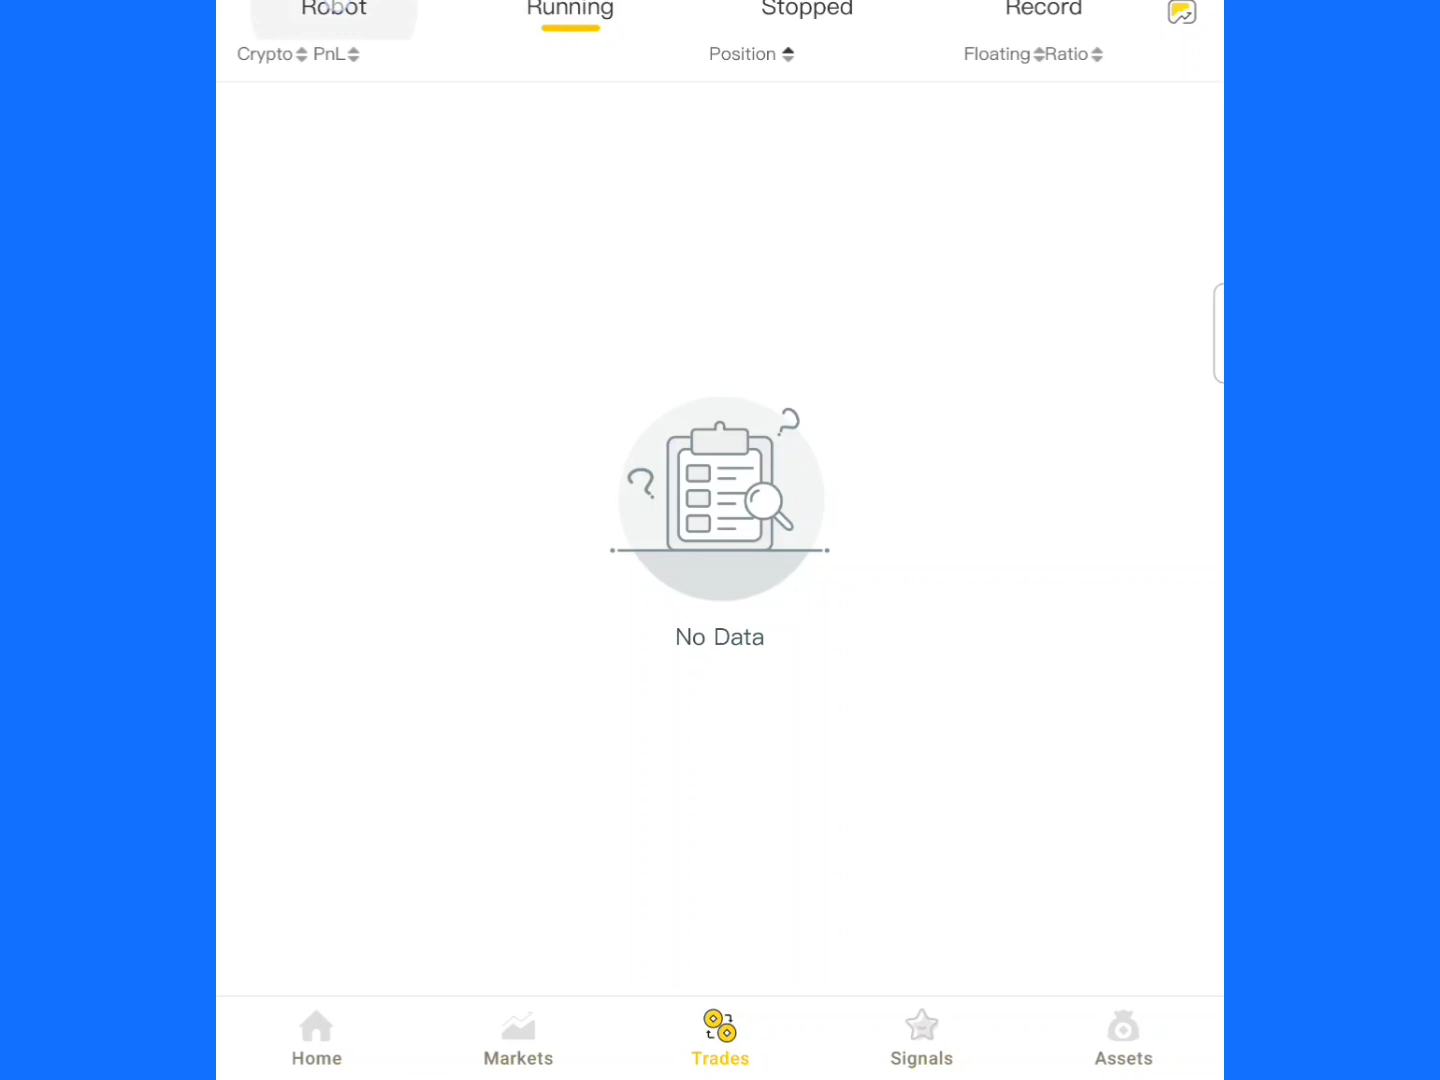 Robot Running Stopped Record
Crypto PnL Position Floating Ratio
No Data
Home Markets Trades Signals Assets